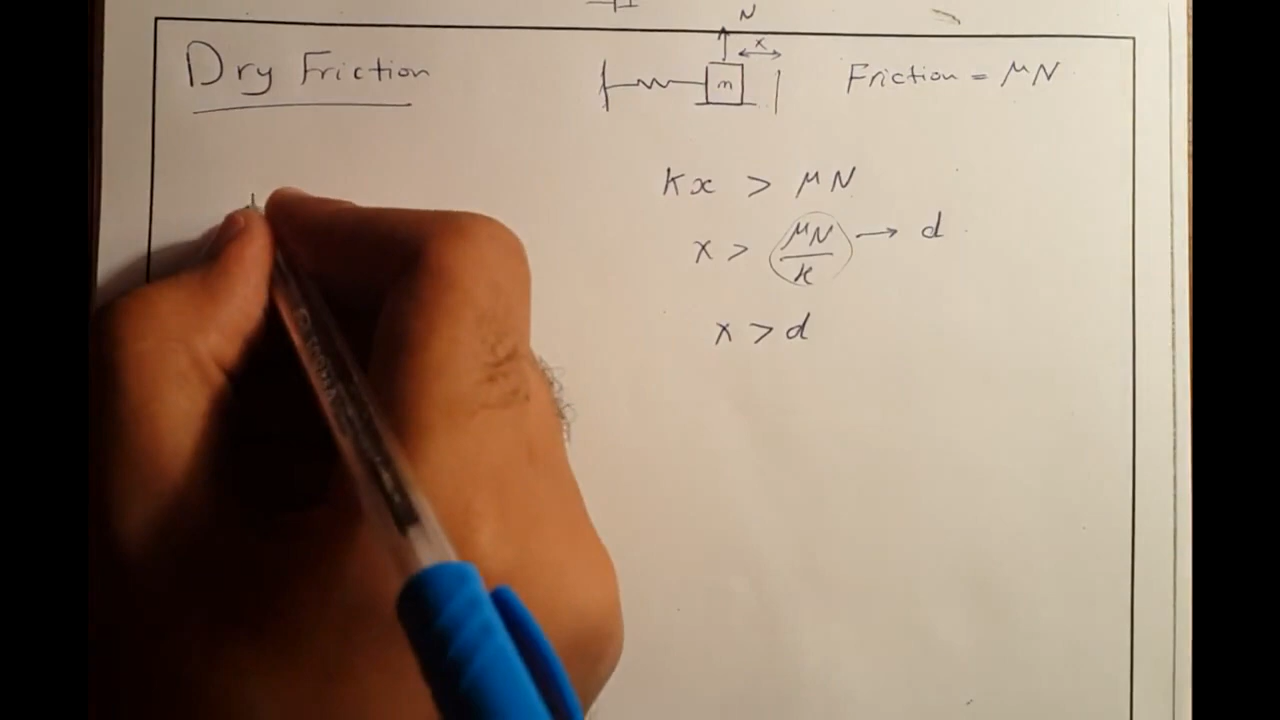 Dry Friction
N
x
m
Friction = μN
Kx > μN
x > μN/K → d
x > d